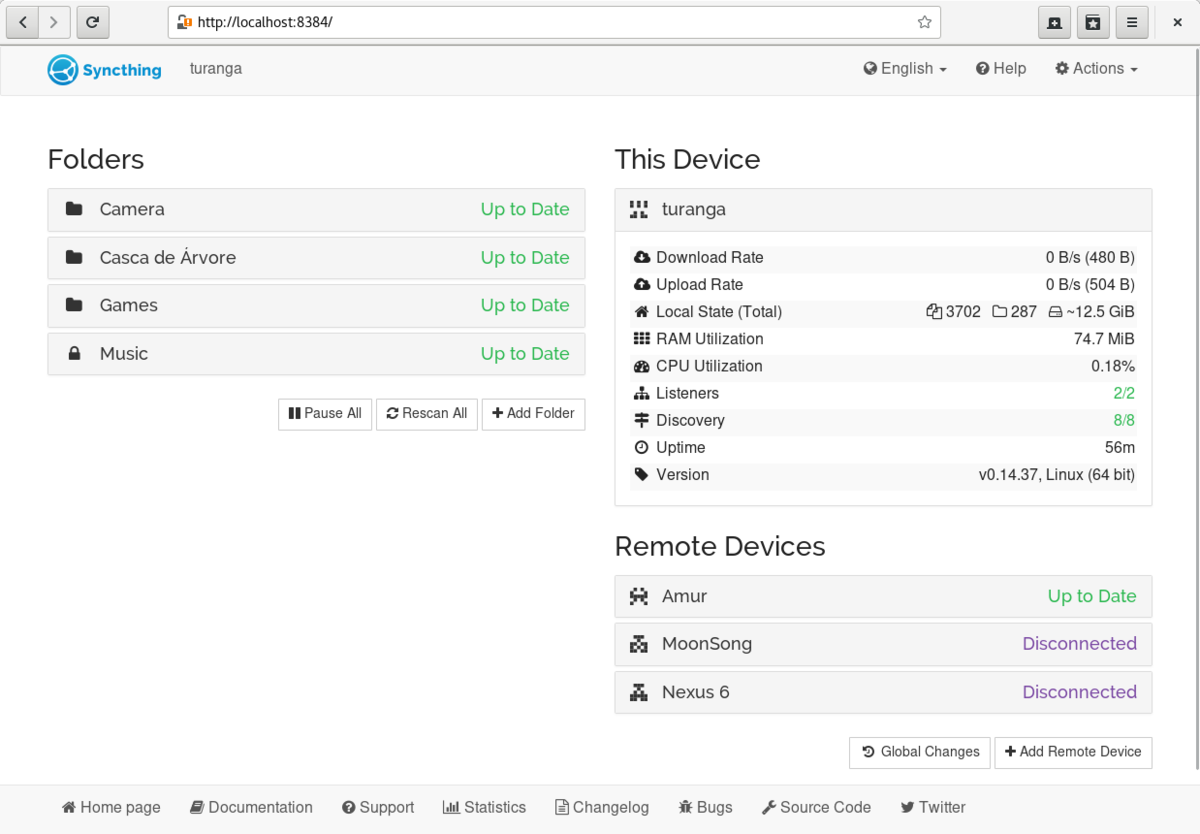 http://localhost:8384/
Syncthing turanga English Help Actions
Folders
Camera Up to Date
Casca de Árvore Up to Date
Games Up to Date
Music Up to Date
Pause All Rescan All Add Folder
This Device
turanga
Download Rate 0 B/s (480 B)
Upload Rate 0 B/s (504 B)
Local State (Total) 3702 287 ~12.5 GiB
RAM Utilization 74.7 MiB
CPU Utilization 0.18%
Listeners 2/2
Discovery 8/8
Uptime 56m
Version v0.14.37, Linux (64 bit)
Remote Devices
Amur Up to Date
MoonSong Disconnected
Nexus 6 Disconnected
Global Changes Add Remote Device
Home page Documentation Support Statistics Changelog Bugs Source Code Twitter